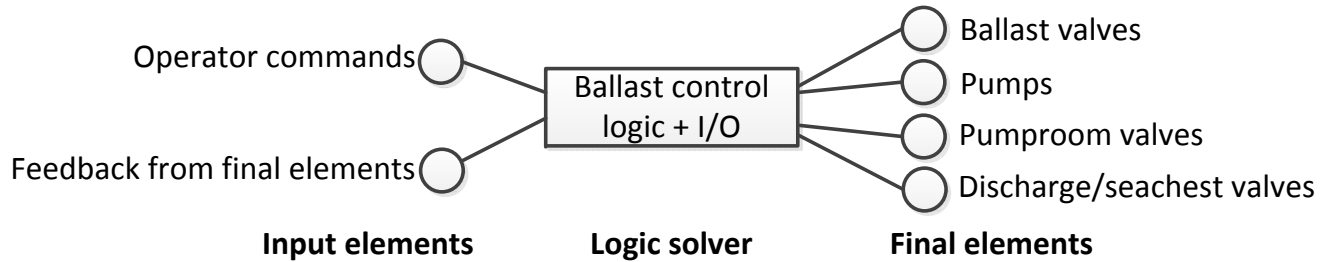 Operator commands
Feedback from final elements
Ballast control
logic + I/O
Ballast valves
Pumps
Pumproom valves
Discharge/seachest valves
Input elements
Logic solver
Final elements